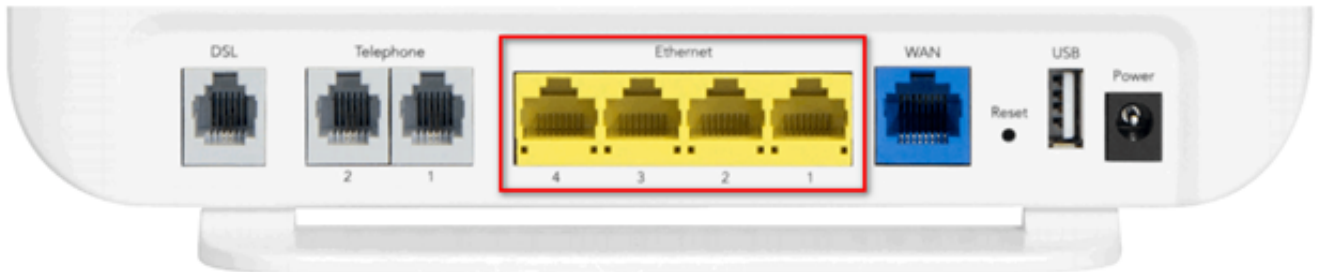 DSL Telephone Ethernet WAN USB
Power
Reset
2 1 4 3 2 1